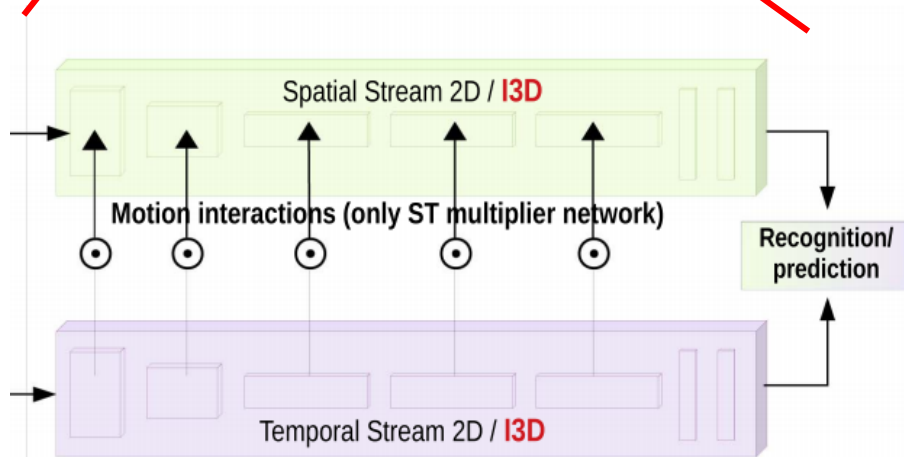 Spatial Stream 2D / I3D
Motion interactions (only ST multiplier network)
Recognition/
prediction
Temporal Stream 2D / I3D